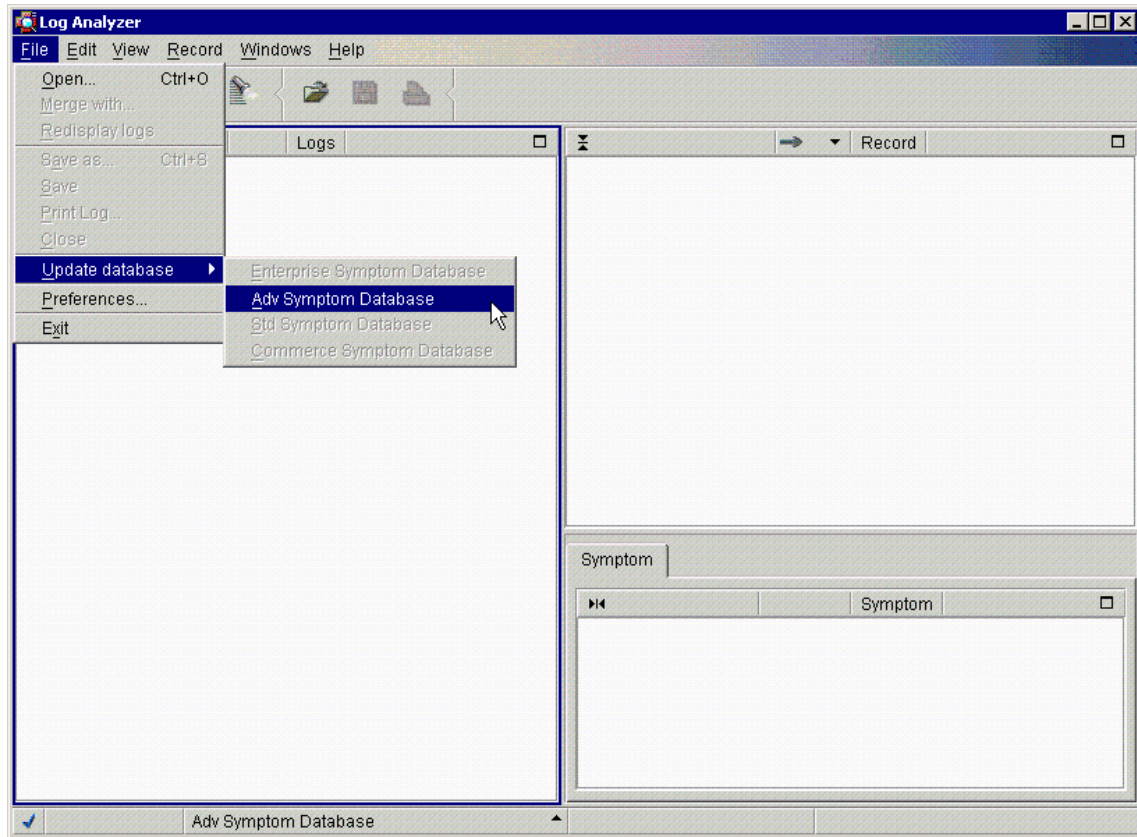 Log Analyzer
File Edit View Record Windows Help
Open... Ctrl+O
Merge with...
Redisplay logs
Save as... Ctrl+S
Save
Print Log...
Close
Update database
Preferences...
Exit
Enterprise Symptom Database
Adv Symptom Database
Std Symptom Database
Commerce Symptom Database
Logs
Record
Symptom
Symptom
Adv Symptom Database